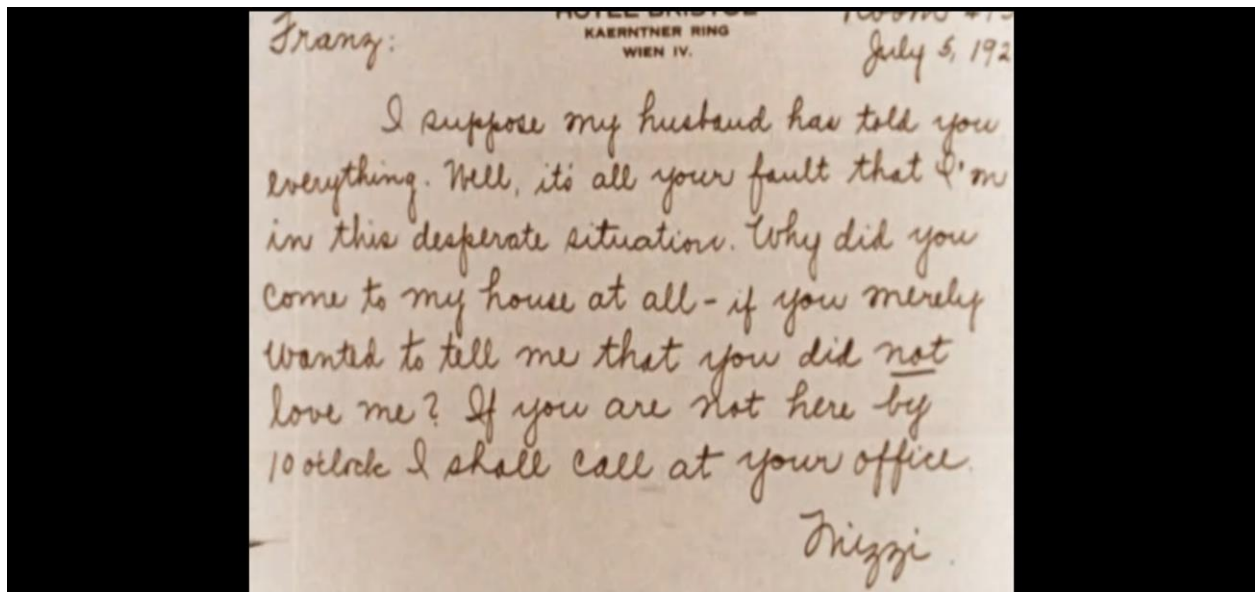 Franz:
HOTEL BRISTOL
KAERNTNER RING
WIEN IV.
Room
July 5, 192
I suppose my husband has told you
everything. Well, it's all your fault that I'm
in this desperate situation. Why did you
come to my house at all - if you merely
wanted to tell me that you did not
love me? If you are not here by
10 o'clock I shall call at your office.
Mizzi